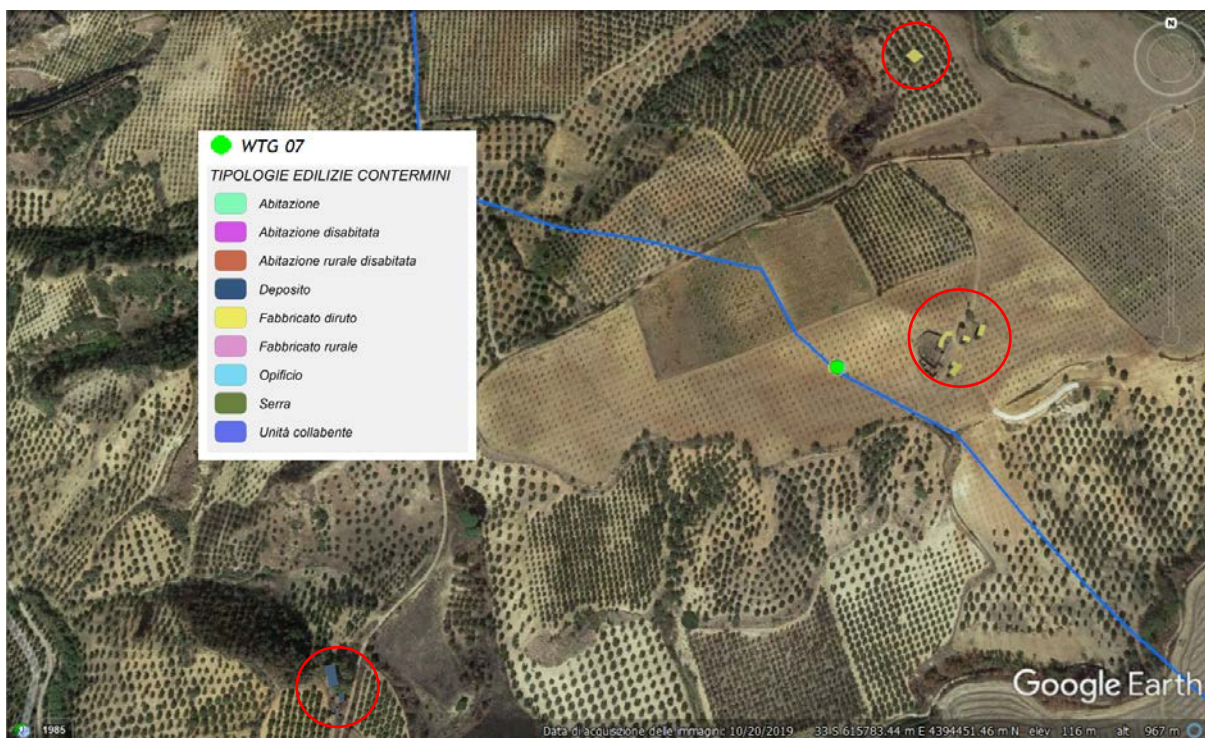 N
WTG 07
TIPOLOGIE EDILIZIE CONTERMINI
Abitazione
Abitazione disabitata
Abitazione rurale disabitata
Deposito
Fabbricato diruto
Fabbricato rurale
Opificio
Serra
Unità collabente
Google Earth
1985
Data di acquisizione delle immagini: 10/20/2019 33 S 615783.44 m E 4394451.46 m N elev 116 m alt 967 m